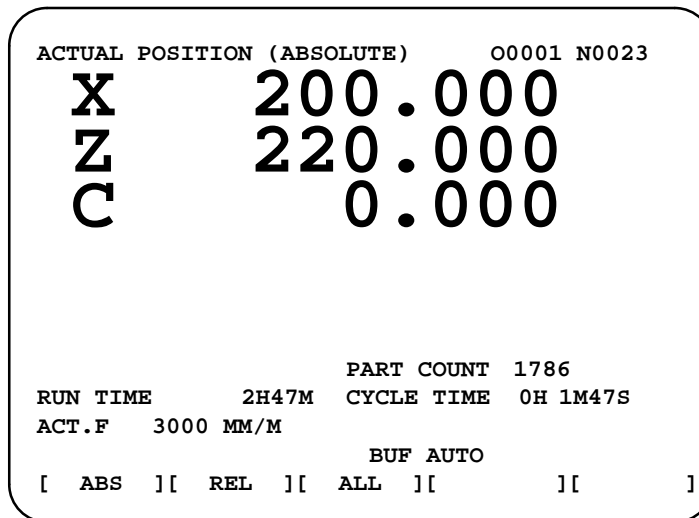 ACTUAL POSITION (ABSOLUTE) O0001 N0023
X 200.000
Z 220.000
C 0.000
PART COUNT 1786
RUN TIME 2H47M CYCLE TIME 0H 1M47S
ACT.F 3000 MM/M
BUF AUTO
[ ABS ][ REL ][ ALL ][ ][ ]